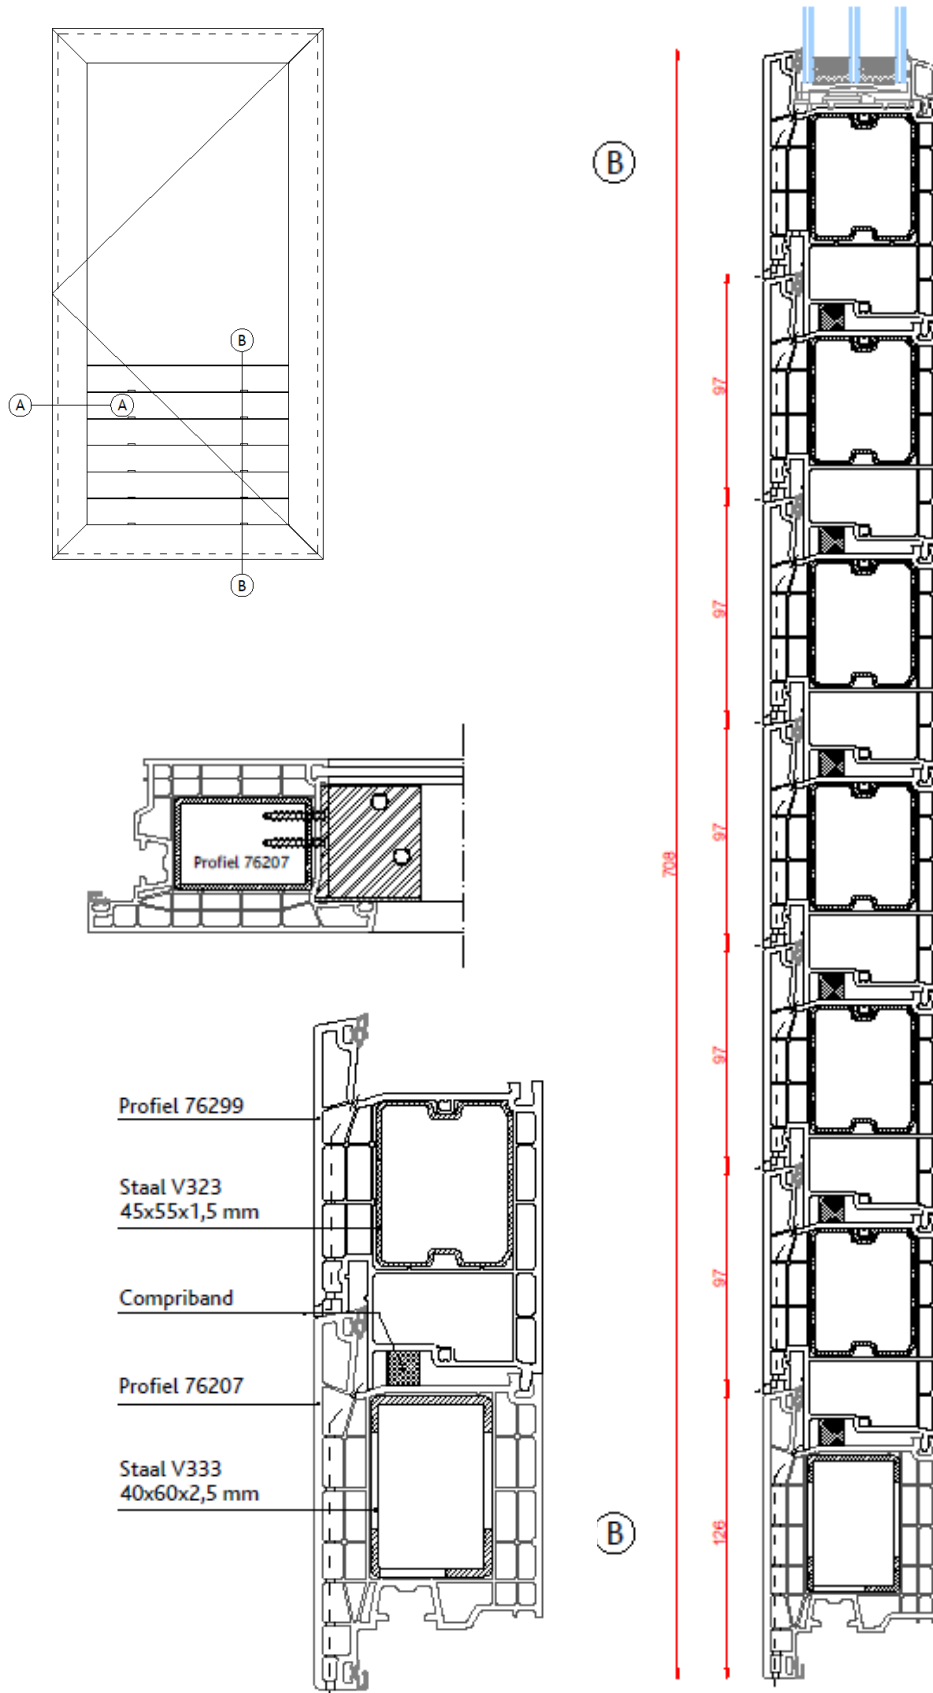 B
B
A
A
B
97
97
97
708
Profiel 76207
97
97
126
Profiel 76299
Staal V323
45x55x1,5 mm
Compriband
Profiel 76207
Staal V333
40x60x2,5 mm
B